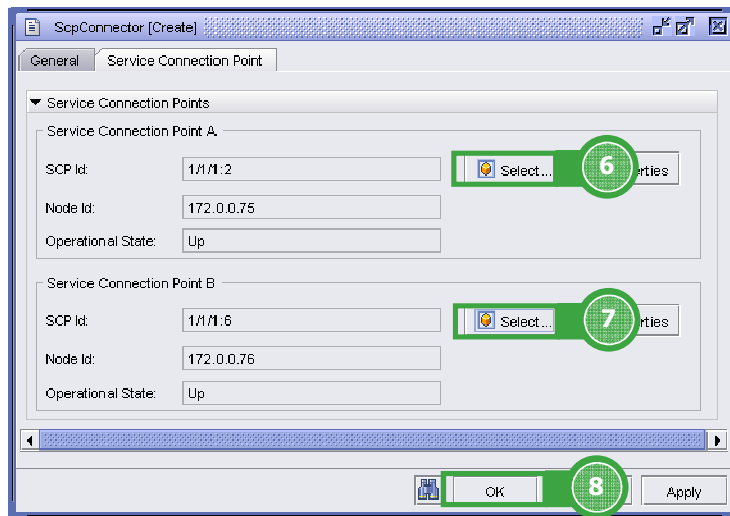 ScpConnector [Create]
General
Service Connection Point
Service Connection Points
Service Connection Point A
SCP Id:
1/1/1:2
Select...
6
rties
Node Id:
172.0.0.75
Operational State:
Up
Service Connection Point B
SCP Id:
1/1/1:6
Select...
7
rties
Node Id:
172.0.0.76
Operational State:
Up
OK
8
Apply